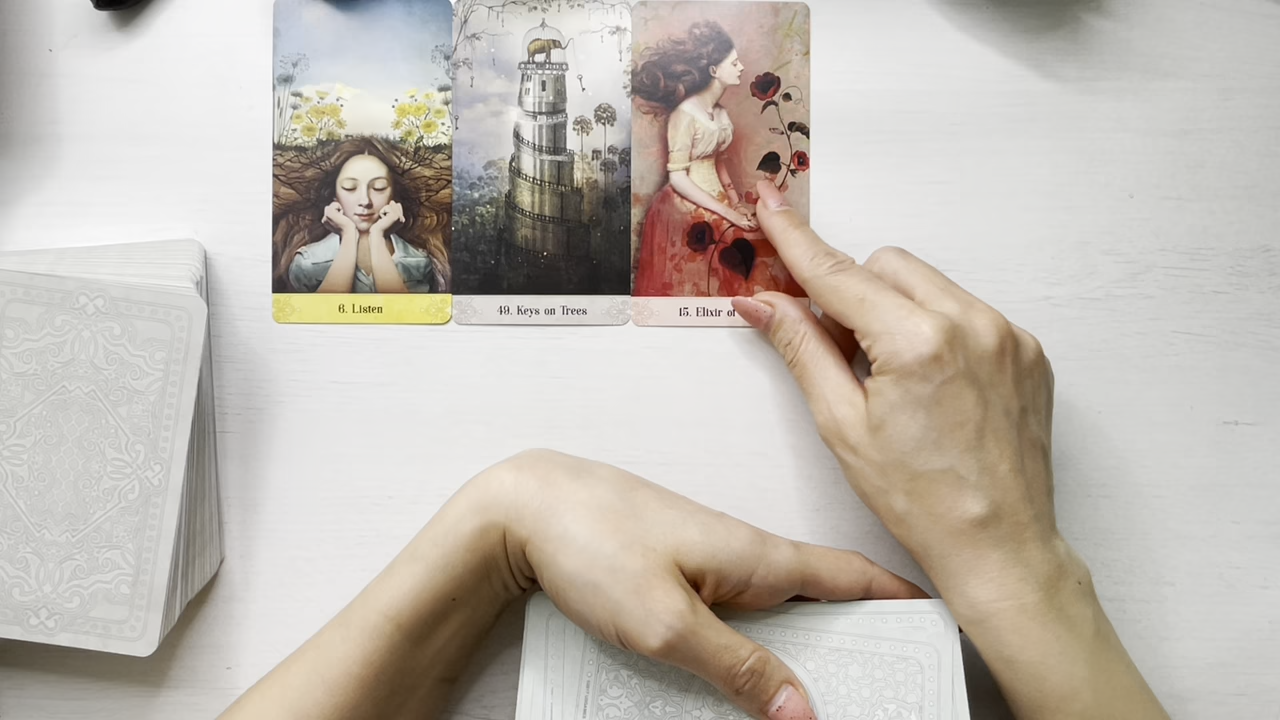 6. Listen
49. Keys on Trees
15. Elixir of